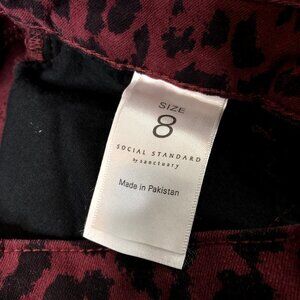 SIZE
8
SOCIAL STANDARD
by sanctuary
Made in Pakistan